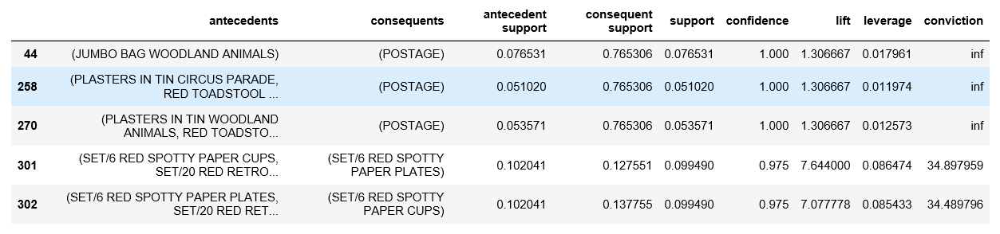 antecedents consequents antecedent support consequent support support confidence lift leverage conviction
44 (JUMBO BAG WOODLAND ANIMALS) (POSTAGE) 0.076531 0.765306 0.076531 1.000 1.306667 0.017961 inf
258 (PLASTERS IN TIN CIRCUS PARADE, RED TOADSTOOL ... (POSTAGE) 0.051020 0.765306 0.051020 1.000 1.306667 0.011974 inf
270 (PLASTERS IN TIN WOODLAND ANIMALS, RED TOADSTO... (POSTAGE) 0.053571 0.765306 0.053571 1.000 1.306667 0.012573 inf
301 (SET/6 RED SPOTTY PAPER CUPS, SET/20 RED RETRO... (SET/6 RED SPOTTY PAPER PLATES) 0.102041 0.127551 0.099490 0.975 7.644000 0.086474 34.897959
302 (SET/6 RED SPOTTY PAPER PLATES, SET/20 RED RET... (SET/6 RED SPOTTY PAPER CUPS) 0.102041 0.137755 0.099490 0.975 7.077778 0.085433 34.489796